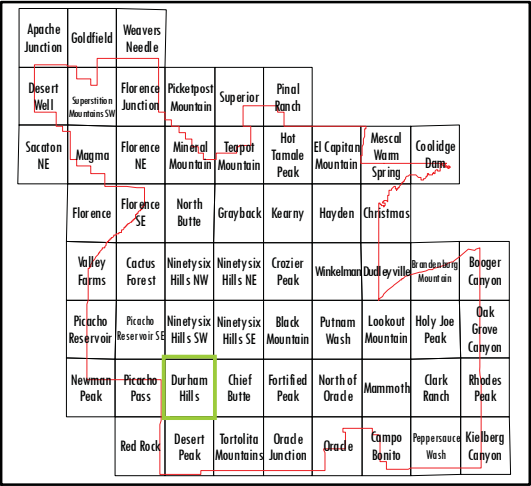 Apache
Junction
Goldfield
Weavers
Needle
Desert
Well
Superstition
Mountains SW
Florence
Junction
Picketpost
Mountain
Superior
Pinal
Ranch
Sacaton
NE
Magma
Florence
NE
Mineral
Mountain
Teapot
Mountain
Hot
Tamale
Peak
El Capitan
Mountain
Mescal
Warm
Spring
Coolidge
Dam
Florence
Florence
SE
North
Butte
Grayback
Kearny
Hayden
Christmas
Valley
Farms
Cactus
Forest
Ninetysix
Hills NW
Ninetysix
Hills NE
Crozier
Peak
Winkelman
Dudleyville
Brandenberg
Mountain
Booger
Canyon
Picacho
Reservoir
Picacho
Reservoir SE
Ninetysix
Hills SW
Ninetysix
Hills SE
Black
Mountain
Putnam
Wash
Lookout
Mountain
Holy Joe
Peak
Oak
Grove
Canyon
Newman
Peak
Picacho
Pass
Durham
Hills
Chief
Butte
Fortified
Peak
North of
Oracle
Mammoth
Clark
Ranch
Rhodes
Peak
Red Rock
Desert
Peak
Tortolita
Mountains
Oracle
Junction
Oracle
Campo
Bonito
Peppersauce
Wash
Kielberg
Canyon